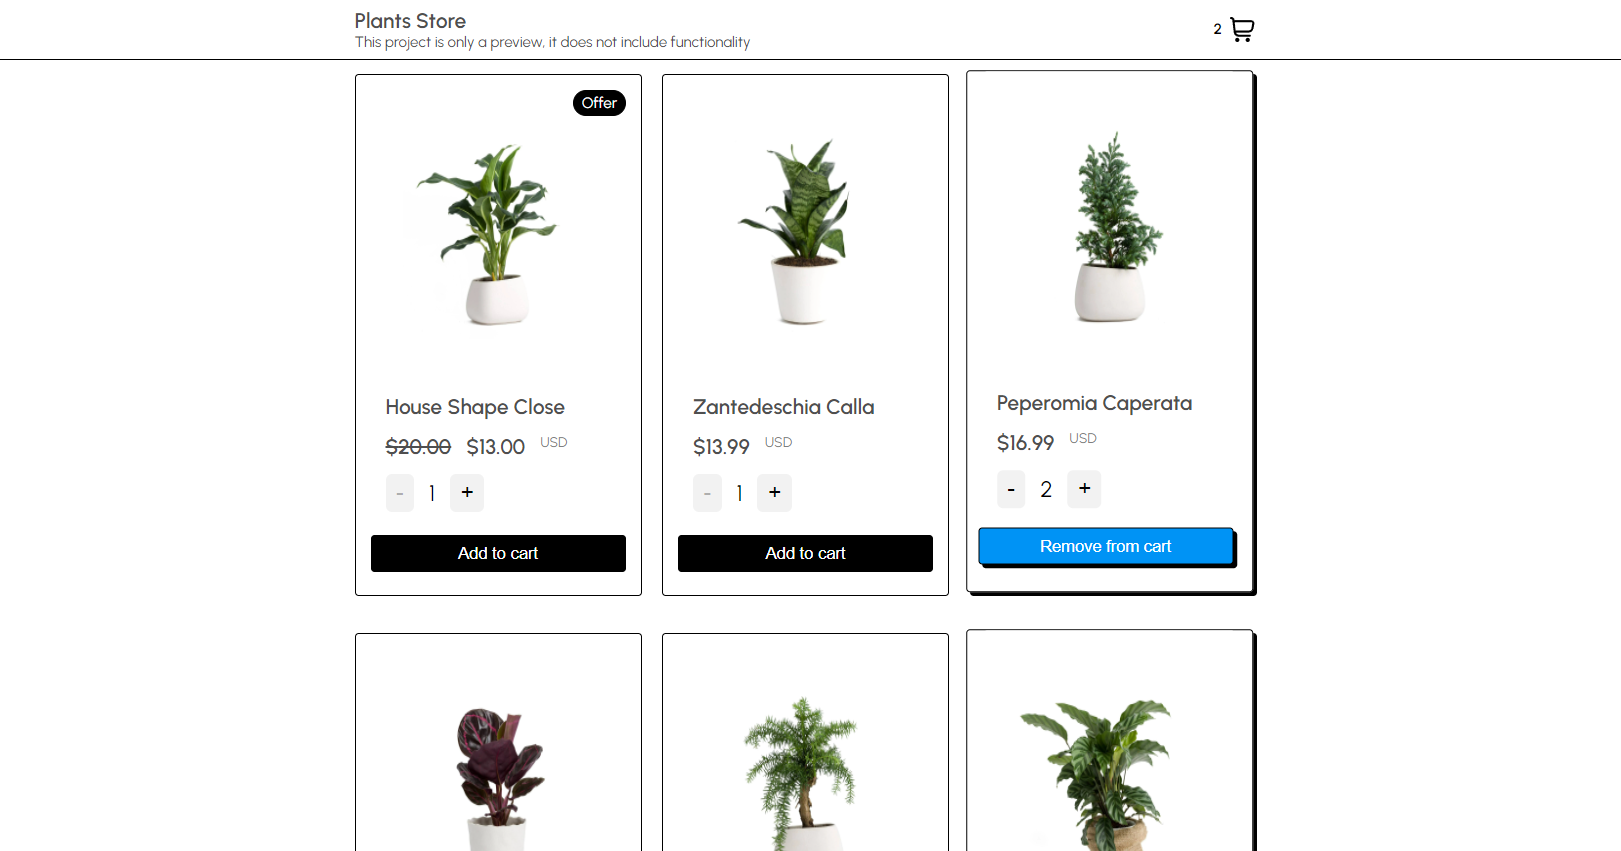 Plants Store
This project is only a preview, it does not include functionality
2
Offer
House Shape Close
$20.00 $13.00 USD
- 1 +
Add to cart
Zantedeschia Calla
$13.99 USD
- 1 +
Add to cart
Peperomia Caperata
$16.99 USD
- 2 +
Remove from cart